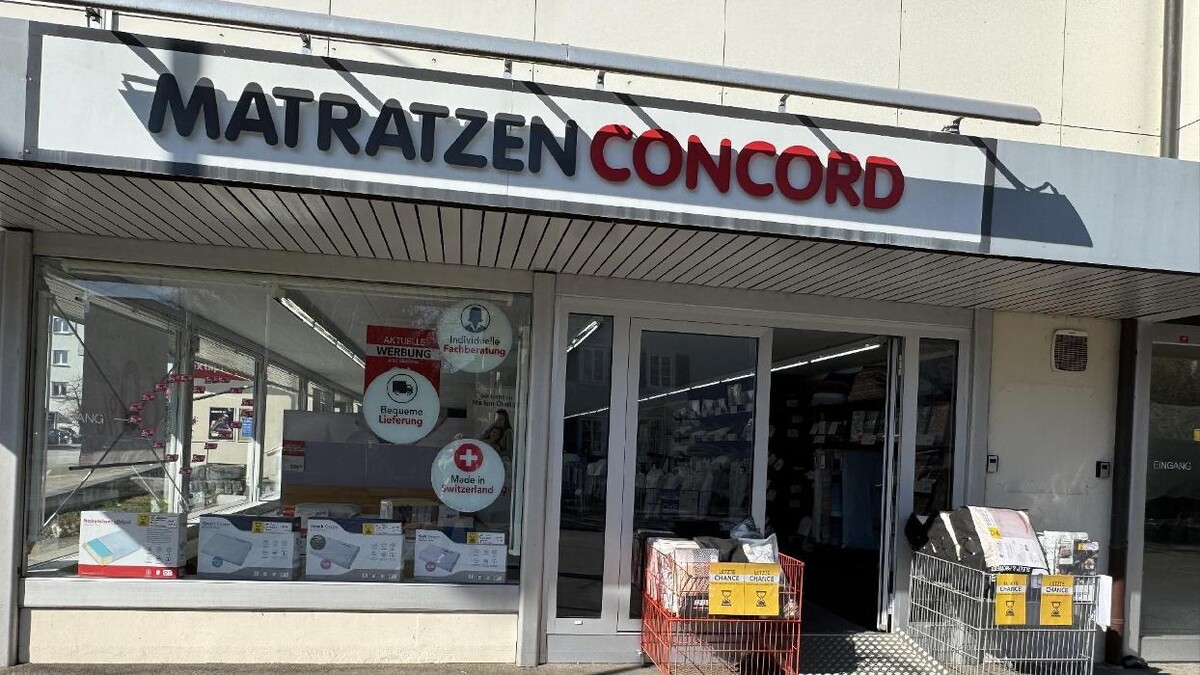 MATRATZEN CONCORD
AKTUELLE
WERBUNG
Individuelle
Fachberatung
Bequeme
Lieferung
Made in
Switzerland
LETZTE
CHANCE
LETZTE
CHANCE
LETZTE
CHANCE
LETZTE
CHANCE
EINGANG